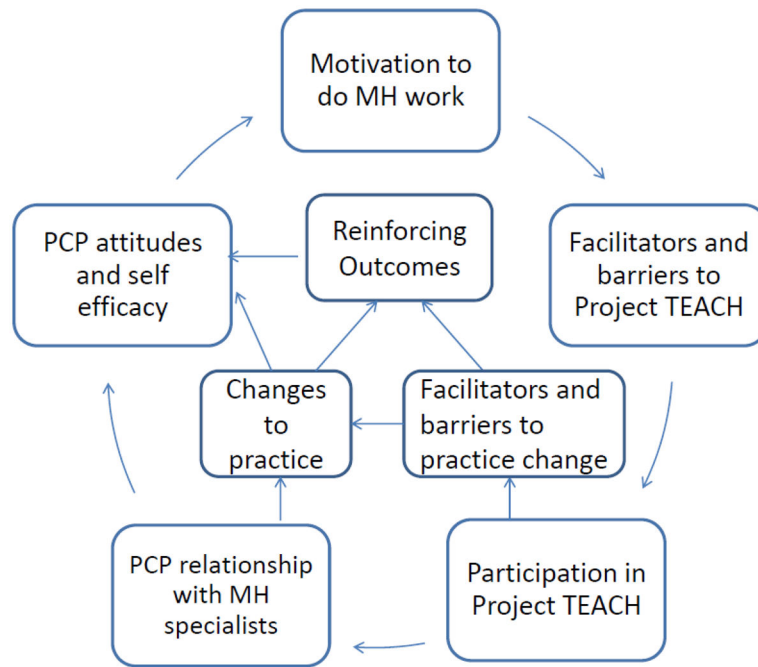 Motivation to
do MH work
PCP attitudes
and self
efficacy
Reinforcing
Outcomes
Facilitators and
barriers to
Project TEACH
Changes
to
practice
Facilitators and
barriers to
practice change
PCP relationship
with MH
specialists
Participation in
Project TEACH